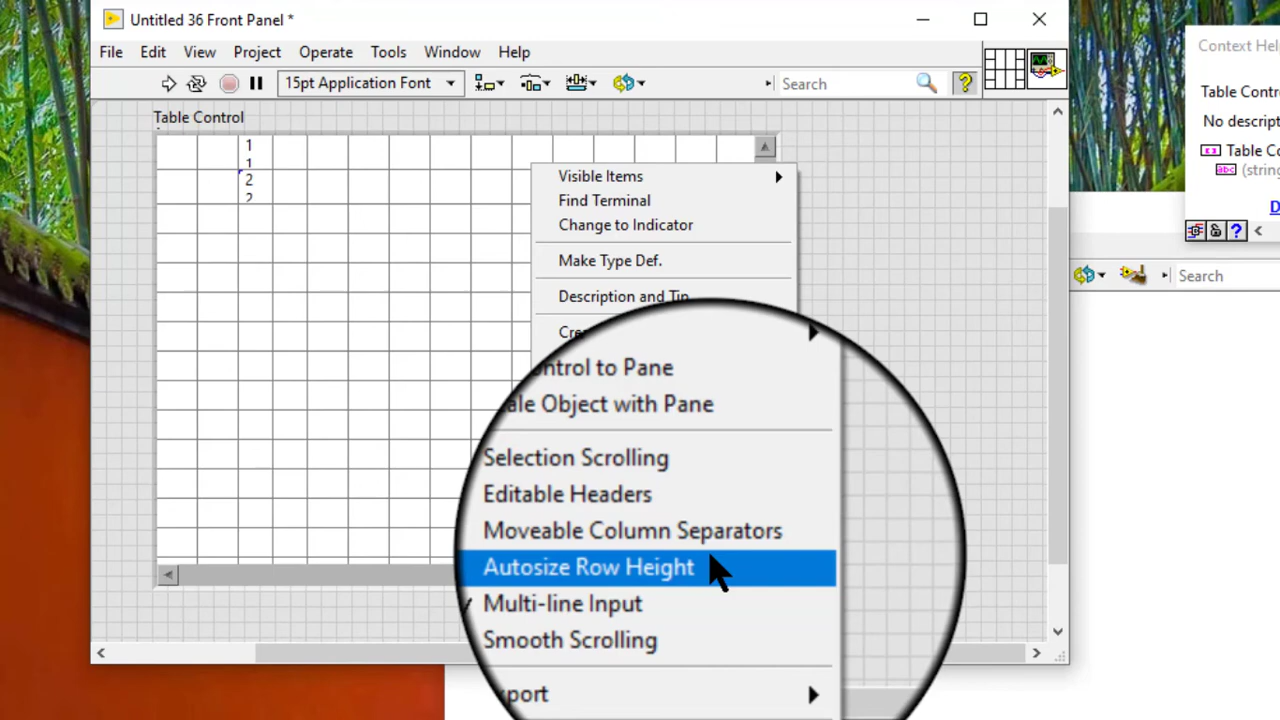 Untitled 36 Front Panel *
File Edit View Project Operate Tools Window Help
15pt Application Font
Search
Context Hel
Table Control
Table Contr
No descript
1
1
2
2
Table Co
(string
D
Search
Visible Items
Find Terminal
Change to Indicator
Make Type Def.
Description and Tip
Cre
ntrol to Pane
ale Object with Pane
Selection Scrolling
Editable Headers
Moveable Column Separators
Autosize Row Height
Multi-line Input
Smooth Scrolling
port